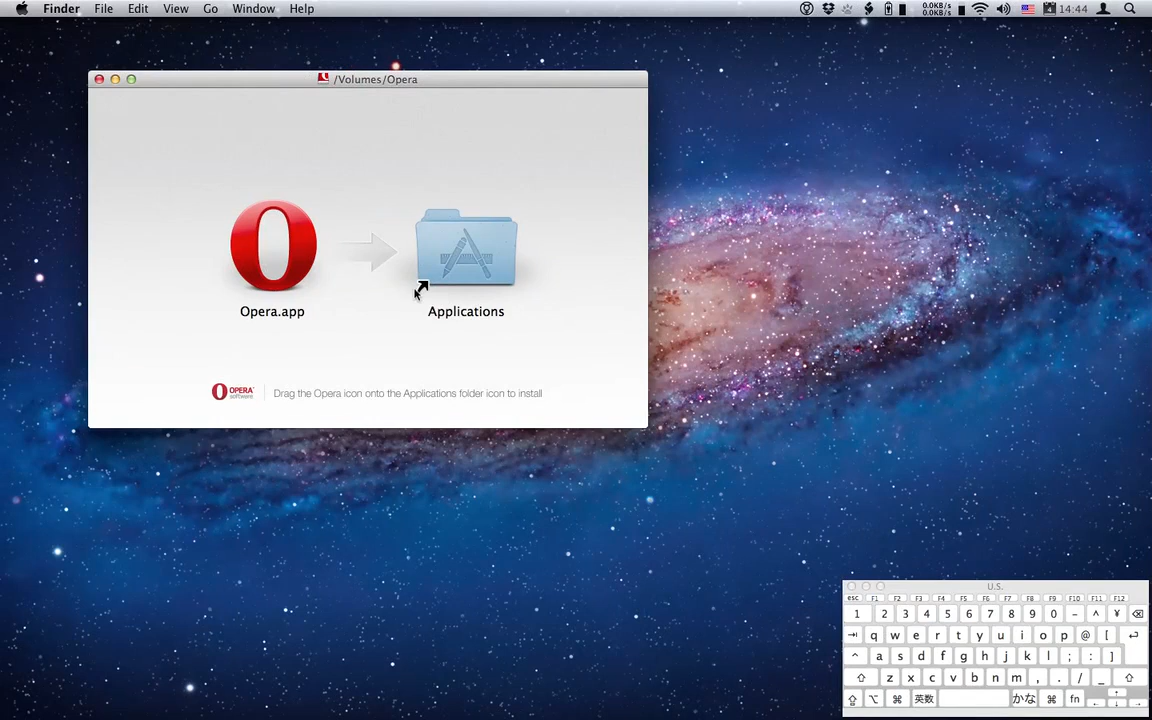 Finder File Edit View Go Window Help 0.0KB/s 14:44
0.0KB/s
/Volumes/Opera
Opera.app Applications
OPERA Drag the Opera icon onto the Applications folder icon to install
software
U.S.
esc F1 F2 F3 F4 F5 F6 F7 F8 F9 F10 F11 F12
1 2 3 4 5 6 7 8 9 0 - ^ ¥
q w e r t y u i o p @ [
^ a s d f g h j k l ; : ]
z x c v b n m , . / _
⌥ ⌘ 英数 かな ⌘ fn